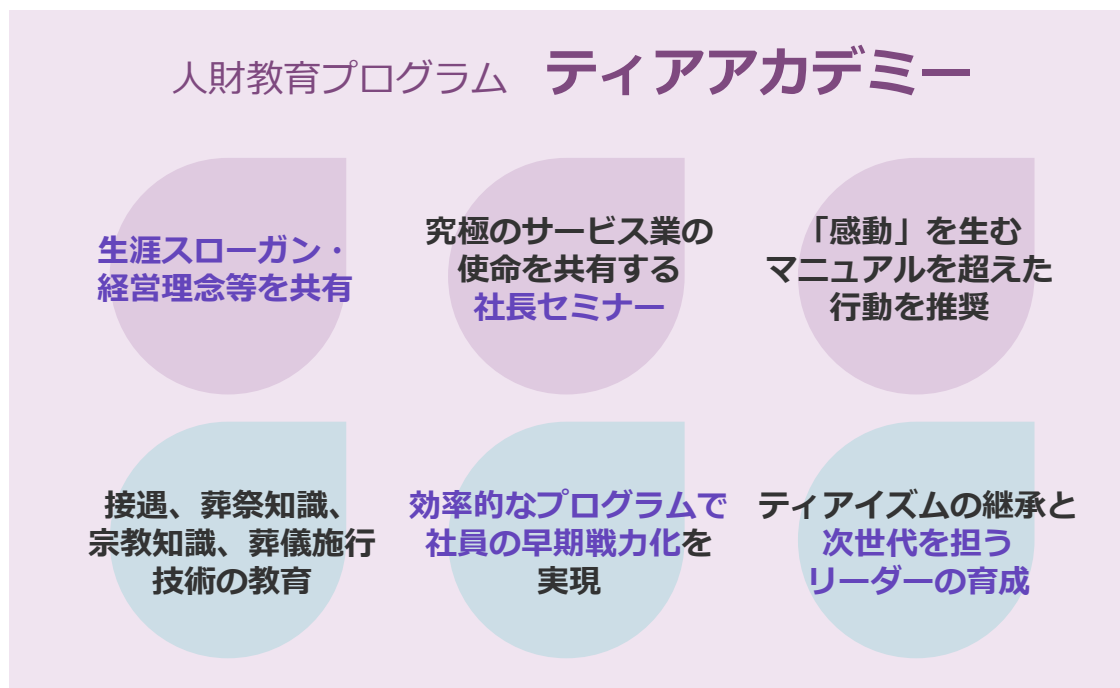 人財教育プログラム ティアアカデミー
生涯スローガン・
経営理念等を共有
究極のサービス業の
使命を共有する
社長セミナー
「感動」を生む
マニュアルを超えた
行動を推奨
接遇、葬祭知識、
宗教知識、葬儀施行
技術の教育
効率的なプログラムで
社員の早期戦力化を
実現
ティアイズムの継承と
次世代を担う
リーダーの育成